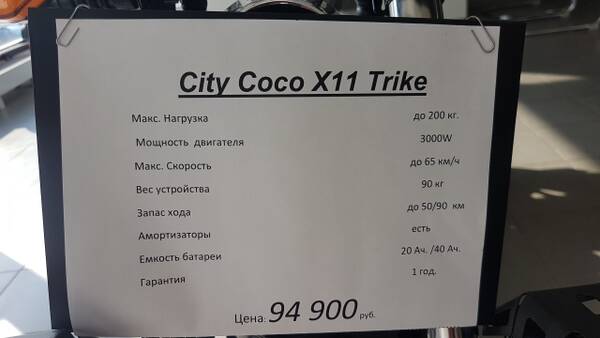 City Coco X11 Trike
Макс. Нагрузка до 200 кг.
Мощность двигателя 3000W
Макс. Скорость до 65 км/ч
Вес устройства 90 кг
Запас хода до 50/90 км
Амортизаторы есть
Емкость батареи 20 Ач. /40 Ач.
Гарантия 1 год.
Цена: 94 900 руб.